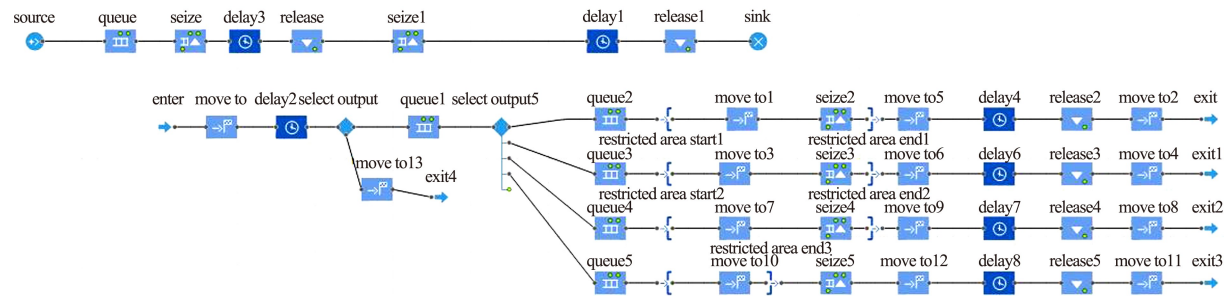 source queue seize delay3 release seize1 delay1 release1 sink
enter move to delay2 select output queue1 select output5 queue2 move to1 seize2 move to5 delay4 release2 move to2 exit
restricted area start1 restricted area end1
queue3 move to3 seize3 move to6 delay6 release3 move to4 exit1
move to13 exit4
restricted area start2 restricted area end2
queue4 move to7 seize4 move to9 delay7 release4 move to8 exit2
restricted area end3
queue5 move to10 seize5 move to12 delay8 release5 move to11 exit3